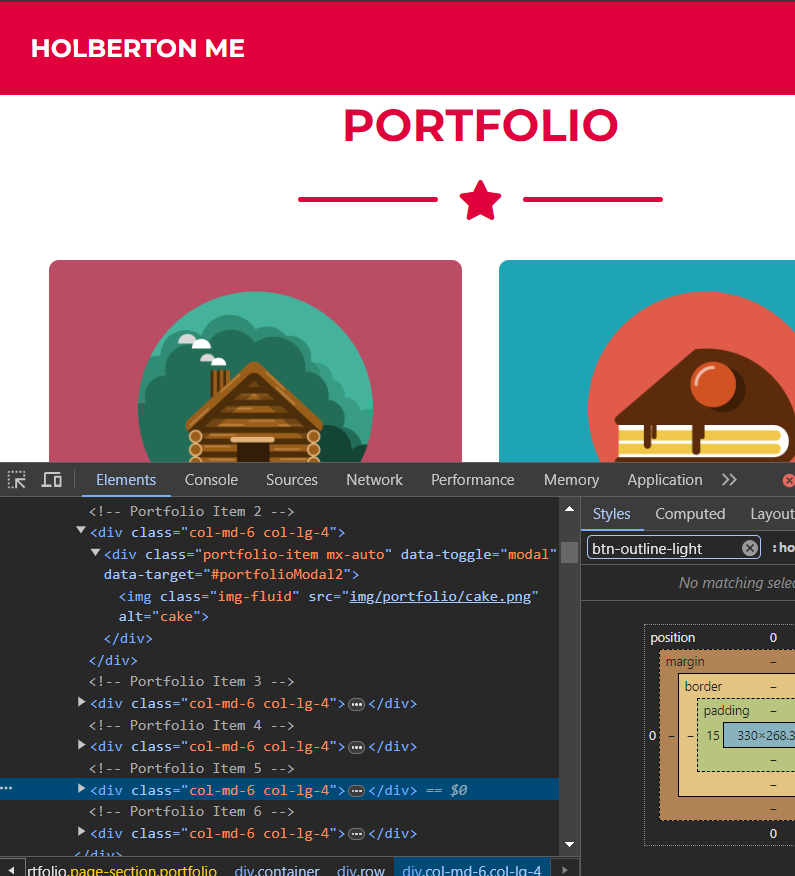 HOLBERTON ME
PORTFOLIO
Elements Console Sources Network Performance Memory Application
<!-- Portfolio Item 2 -->
<div class="col-md-6 col-lg-4">
<div class="portfolio-item mx-auto" data-toggle="modal"
data-target="#portfolioModal2">
<img class="img-fluid" src="img/portfolio/cake.png"
alt="cake">
</div>
</div>
<!-- Portfolio Item 3 -->
<div class="col-md-6 col-lg-4"> ... </div>
<!-- Portfolio Item 4 -->
<div class="col-md-6 col-lg-4"> ... </div>
<!-- Portfolio Item 5 -->
<div class="col-md-6 col-lg-4"> ... </div> == $0
<!-- Portfolio Item 6 -->
<div class="col-md-6 col-lg-4"> ... </div>
</div>
rtfolio.page-section.portfolio div.container div.row div.col-md-6.col-lg-4
Styles Computed Layout
btn-outline-light :ho
No matching selec
position 0
margin –
border –
padding –
0 – – 15 330×268.3
–
–
–
0